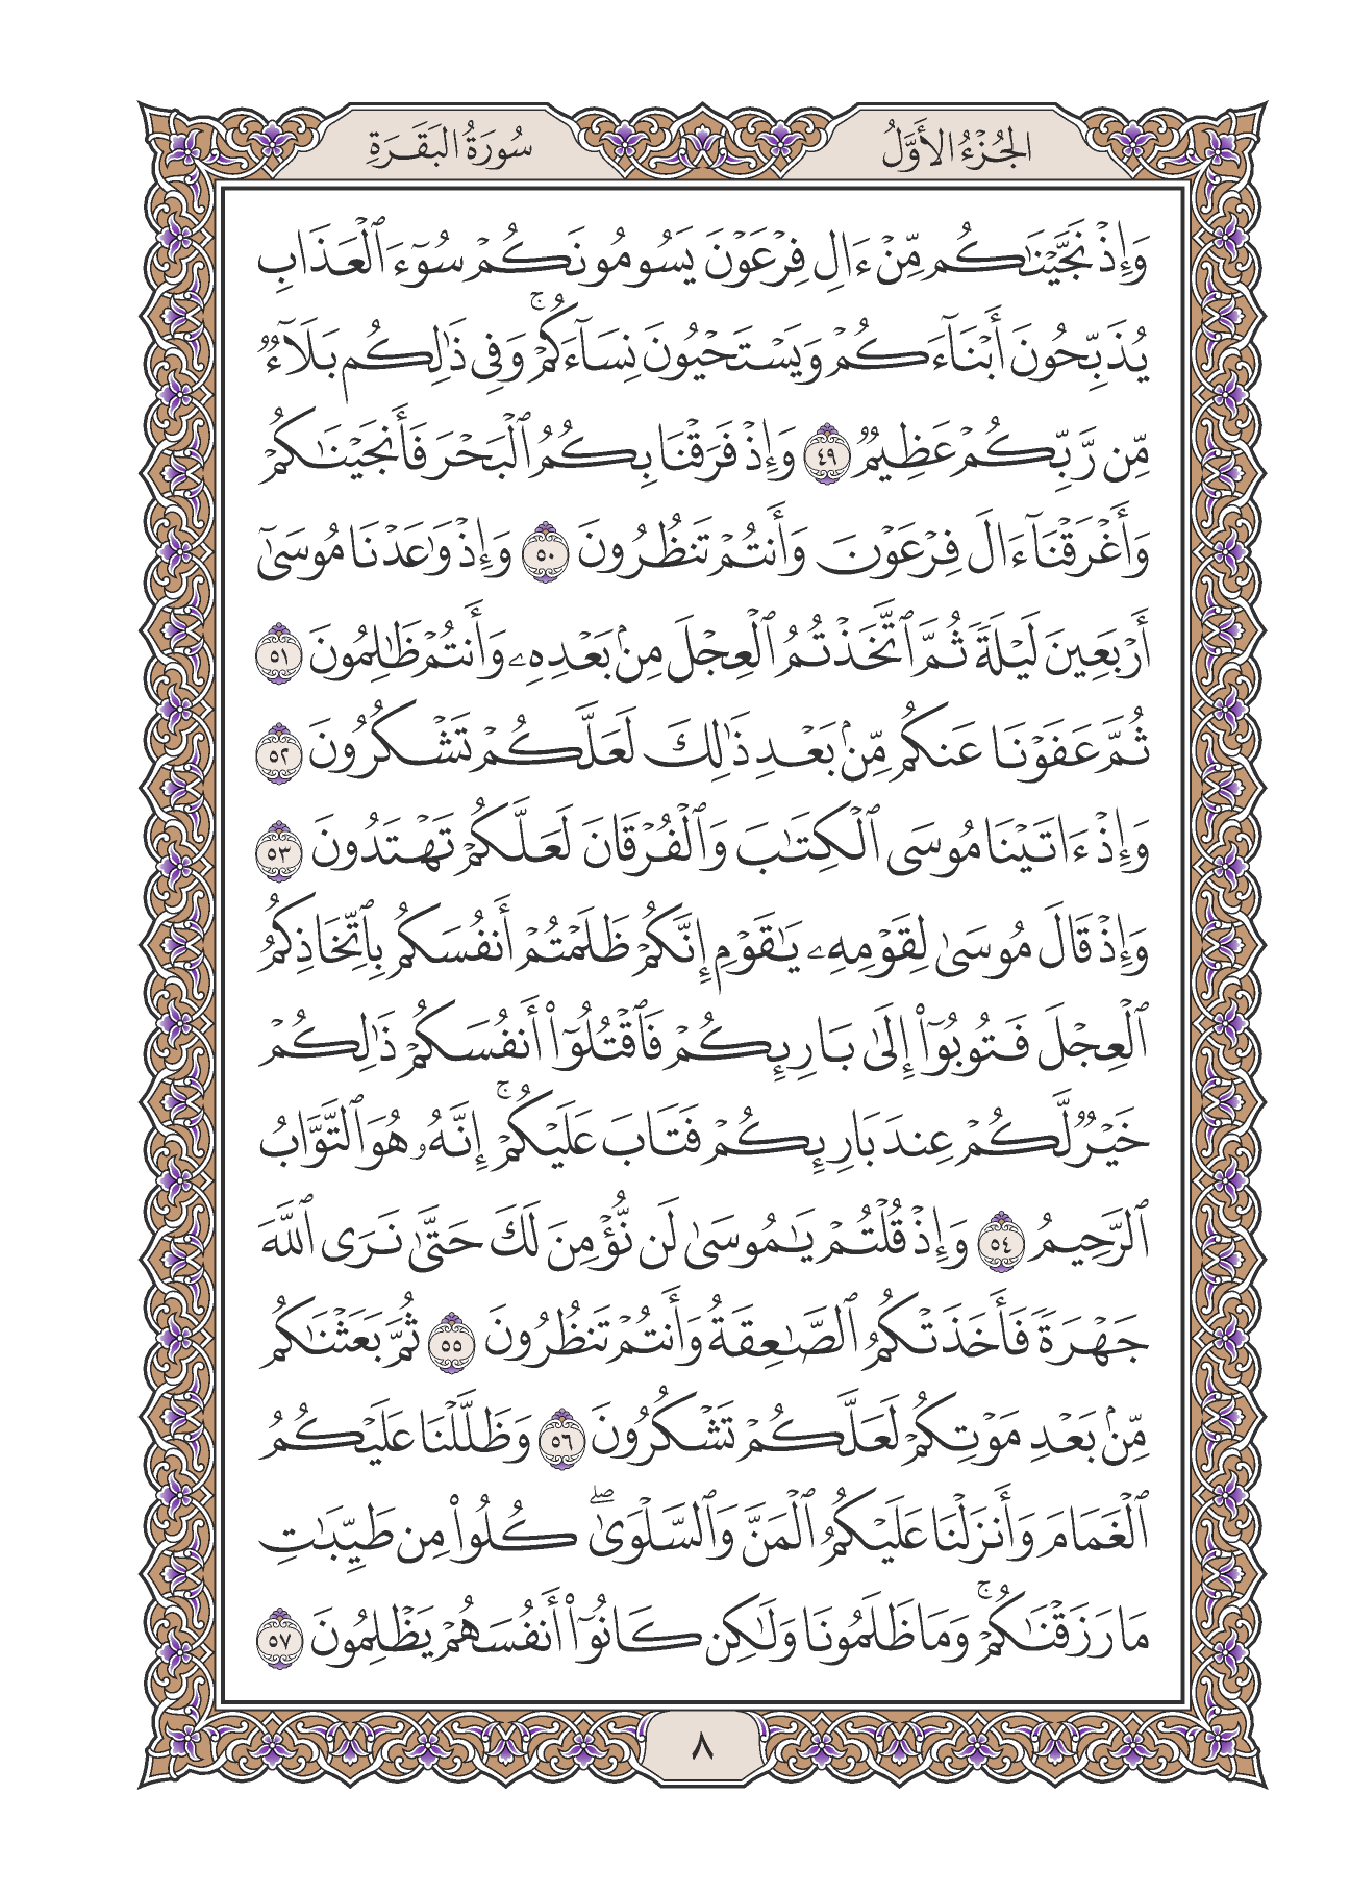 الجُزْءُ الأَوَّلُ
سُورَةُ البَقَرَةِ
وَإِذْ نَجَّيْنَٰكُم مِّنْ ءَالِ فِرْعَوْنَ يَسُومُونَكُمْ سُوٓءَ ٱلْعَذَابِ
يُذَبِّحُونَ أَبْنَآءَكُمْ وَيَسْتَحْيُونَ نِسَآءَكُمْۚ وَفِى ذَٰلِكُم بَلَآءٌ
مِّن رَّبِّكُمْ عَظِيمٌ ٤٩ وَإِذْ فَرَقْنَا بِكُمُ ٱلْبَحْرَ فَأَنجَيْنَٰكُمْ
وَأَغْرَقْنَآ ءَالَ فِرْعَوْنَ وَأَنتُمْ تَنظُرُونَ ٥٠ وَإِذْ وَٰعَدْنَا مُوسَىٰٓ
أَرْبَعِينَ لَيْلَةً ثُمَّ ٱتَّخَذْتُمُ ٱلْعِجْلَ مِنۢ بَعْدِهِۦ وَأَنتُمْ ظَٰلِمُونَ ٥١
ثُمَّ عَفَوْنَا عَنكُم مِّنۢ بَعْدِ ذَٰلِكَ لَعَلَّكُمْ تَشْكُرُونَ ٥٢
وَإِذْ ءَاتَيْنَا مُوسَى ٱلْكِتَٰبَ وَٱلْفُرْقَانَ لَعَلَّكُمْ تَهْتَدُونَ ٥٣
وَإِذْ قَالَ مُوسَىٰ لِقَوْمِهِۦ يَٰقَوْمِ إِنَّكُمْ ظَلَمْتُمْ أَنفُسَكُم بِٱتِّخَاذِكُمُ
ٱلْعِجْلَ فَتُوبُوٓا۟ إِلَىٰ بَارِئِكُمْ فَٱقْتُلُوٓا۟ أَنفُسَكُمْ ذَٰلِكُمْ
خَيْرٌ لَّكُمْ عِندَ بَارِئِكُمْ فَتَابَ عَلَيْكُمْۚ إِنَّهُۥ هُوَ ٱلتَّوَّابُ
ٱلرَّحِيمُ ٥٤ وَإِذْ قُلْتُمْ يَٰمُوسَىٰ لَن نُّؤْمِنَ لَكَ حَتَّىٰ نَرَى ٱللَّهَ
جَهْرَةً فَأَخَذَتْكُمُ ٱلصَّٰعِقَةُ وَأَنتُمْ تَنظُرُونَ ٥٥ ثُمَّ بَعَثْنَٰكُم
مِّنۢ بَعْدِ مَوْتِكُمْ لَعَلَّكُمْ تَشْكُرُونَ ٥٦ وَظَلَّلْنَا عَلَيْكُمُ
ٱلْغَمَامَ وَأَنزَلْنَا عَلَيْكُمُ ٱلْمَنَّ وَٱلسَّلْوَىٰۖ كُلُوا۟ مِن طَيِّبَٰتِ
مَا رَزَقْنَٰكُمْۚ وَمَا ظَلَمُونَا وَلَٰكِن كَانُوٓا۟ أَنفُسَهُمْ يَظْلِمُونَ ٥٧
٨